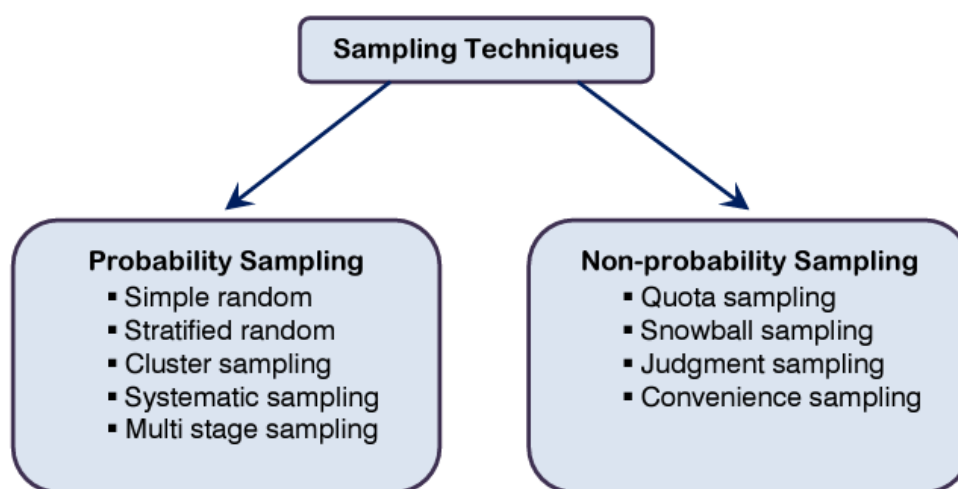 Sampling Techniques
Probability Sampling
▪ Simple random
▪ Stratified random
▪ Cluster sampling
▪ Systematic sampling
▪ Multi stage sampling
Non-probability Sampling
▪ Quota sampling
▪ Snowball sampling
▪ Judgment sampling
▪ Convenience sampling